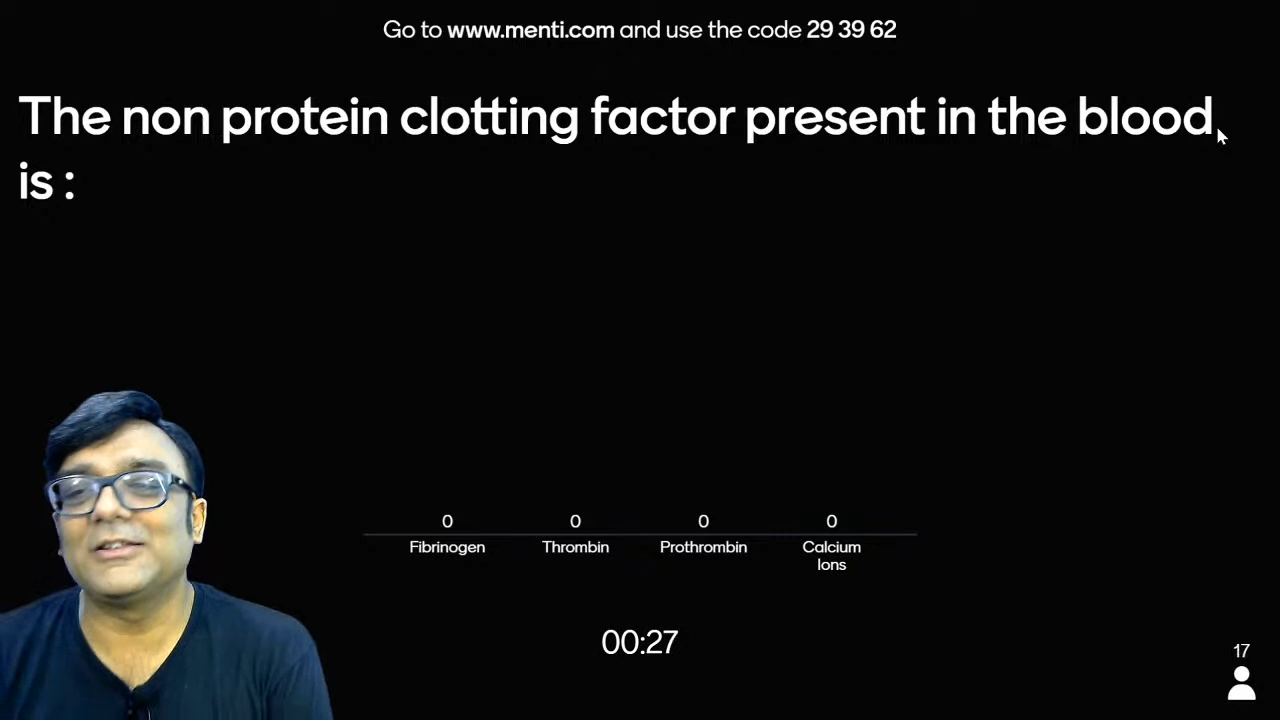 Go to www.menti.com and use the code 29 39 62
The non protein clotting factor present in the blood
is :
0 0 0 0
Fibrinogen Thrombin Prothrombin Calcium
Ions
00:27
17